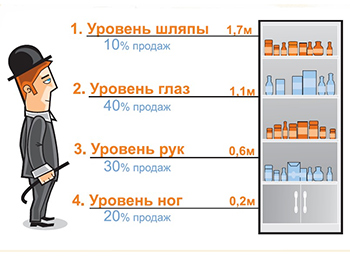 1. Уровень шляпы 1,7м
10% продаж
2. Уровень глаз 1,1м
40% продаж
3. Уровень рук 0,6м
30% продаж
4. Уровень ног 0,2м
20% продаж